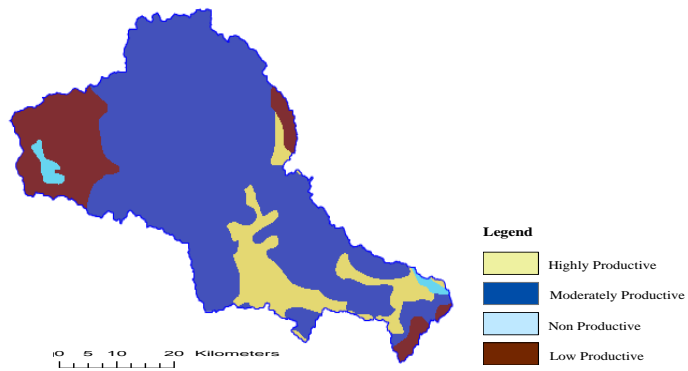 Legend
Highly Productive
Moderately Productive
Non Productive
Low Productive
0 5 10 20 Kilometers